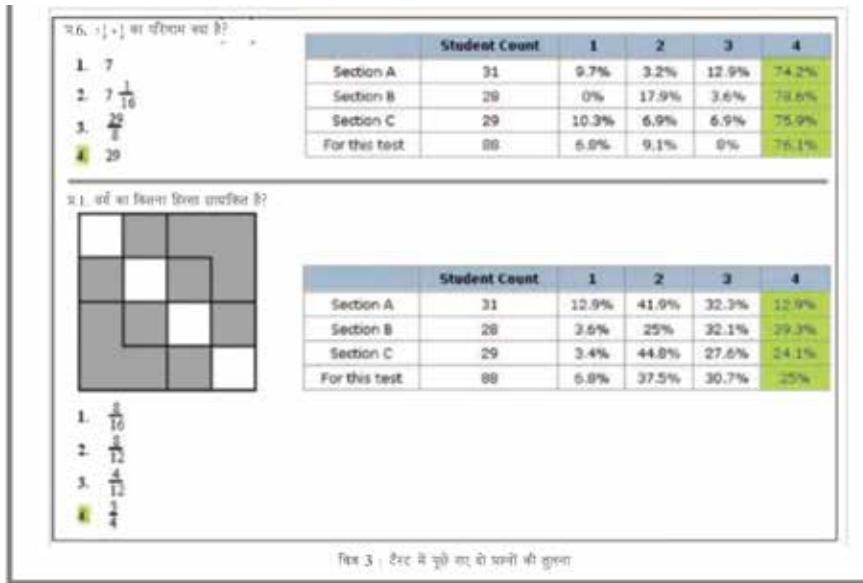 प्र.6. का परिणाम क्या है?
1. 7
2. 7 1/16
3. 29/8
4. 29
Student Count 1 2 3 4
Section A 31 9.7% 3.2% 12.9% 74.2%
Section B 28 0% 17.9% 3.6% 78.6%
Section C 29 10.3% 6.9% 6.9% 75.9%
For this test 88 6.8% 9.1% 8% 76.1%
प्र.1. वर्ग का कितना हिस्सा छायांकित है?
Student Count 1 2 3 4
Section A 31 12.9% 41.9% 32.3% 12.9%
Section B 28 3.6% 25% 32.1% 39.3%
Section C 29 3.4% 44.8% 27.6% 24.1%
For this test 88 6.8% 37.5% 30.7% 25%
1. 8/16
2. 8/12
3. 4/12
4. 3/4
चित्र 3 : टैस्ट में पूछे गए दो प्रश्नों की तुलना